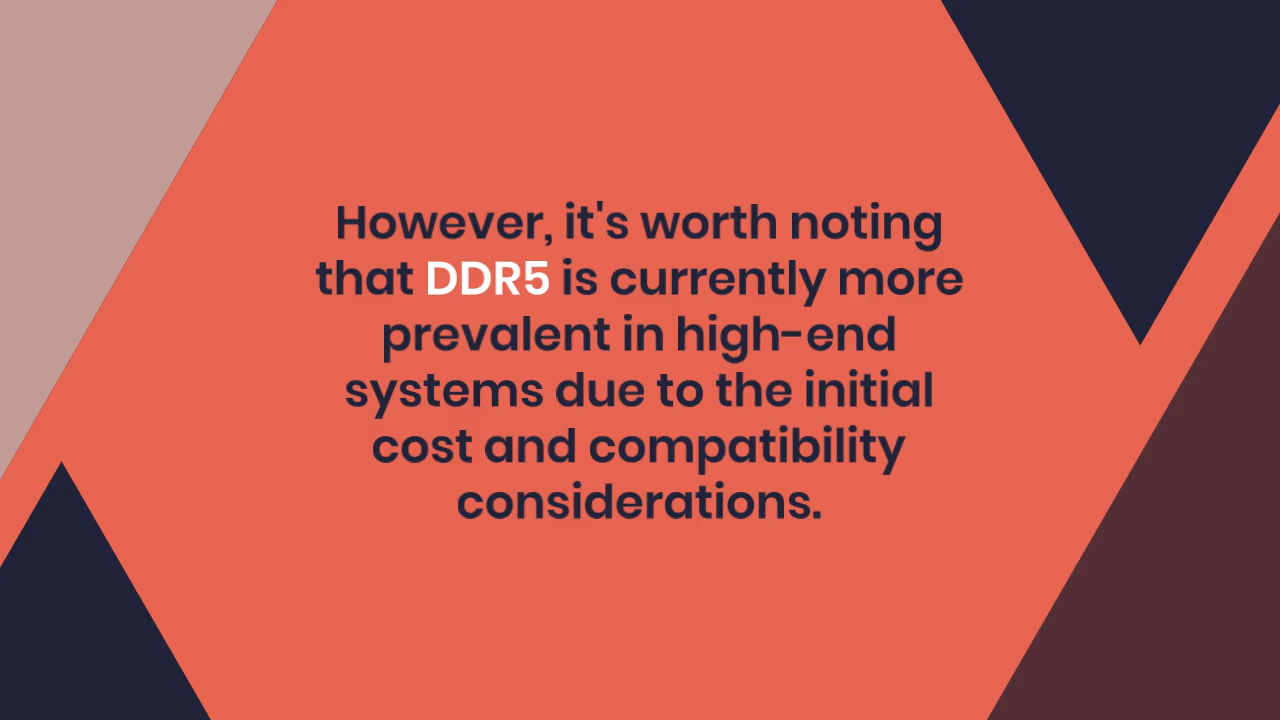 However, it's worth noting
that DDR5 is currently more
prevalent in high-end
systems due to the initial
cost and compatibility
considerations.